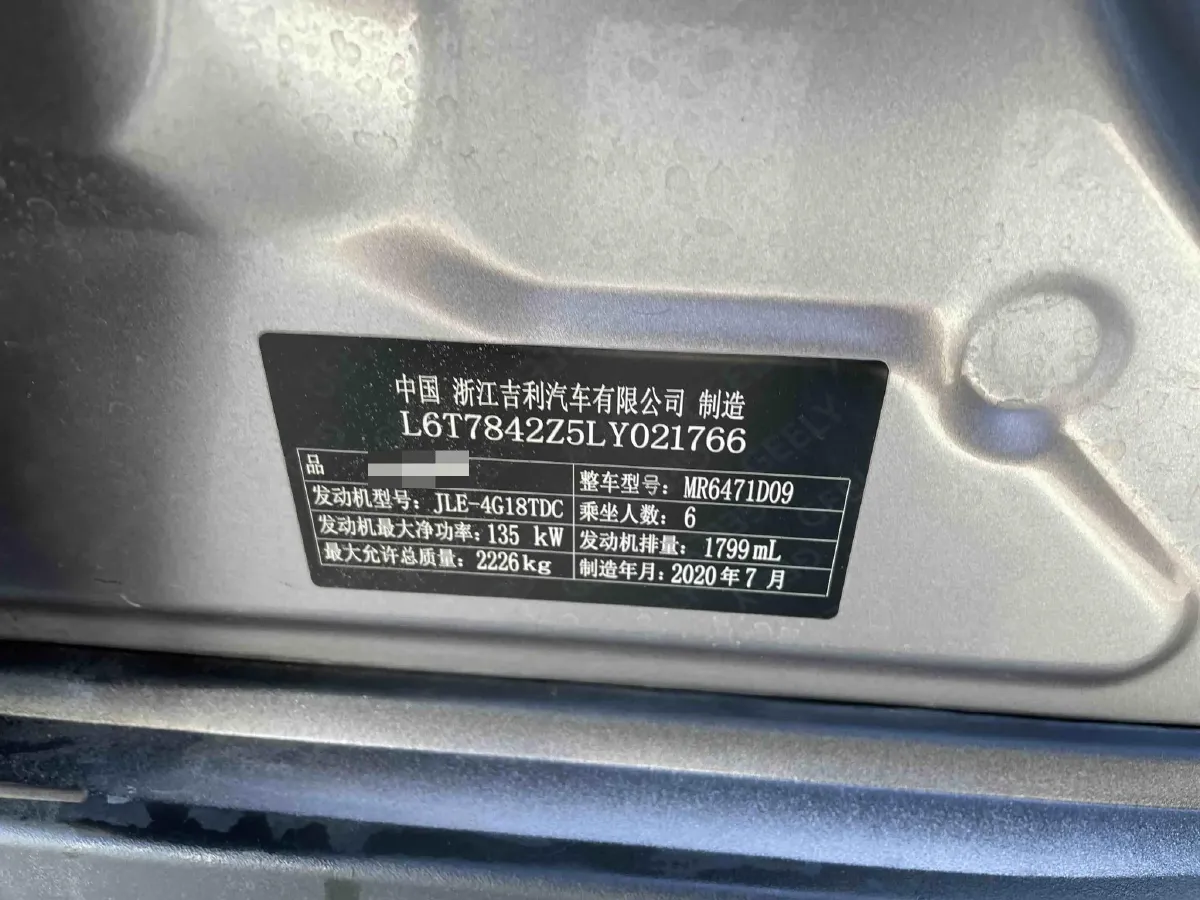 中国 浙江吉利汽车有限公司 制造
L6T7842Z5LY021766
品
整车型号: MR6471D09
发动机型号: JLE-4G18TDC
乘坐人数: 6
发动机最大净功率: 135 kW
发动机排量: 1799mL
最大允许总质量: 2226kg
制造年月: 2020年7月